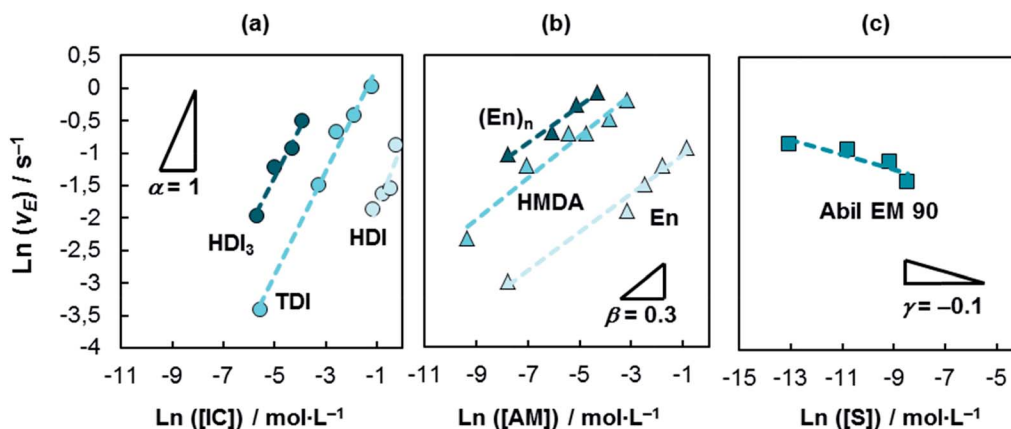 (a)
(b)
(c)
Ln (v_E) / s⁻¹
0,5
0
-0,5
-1
-1,5
-2
-2,5
-3
-3,5
-4
α = 1
HDI₃
TDI
HDI
-11 -9 -7 -5 -3 -1
Ln ([IC]) / mol·L⁻¹
(En)ₙ
HMDA
En
β = 0.3
-11 -9 -7 -5 -3 -1
Ln ([AM]) / mol·L⁻¹
Abil EM 90
γ = –0.1
-15 -13 -11 -9 -7 -5
Ln ([S]) / mol·L⁻¹